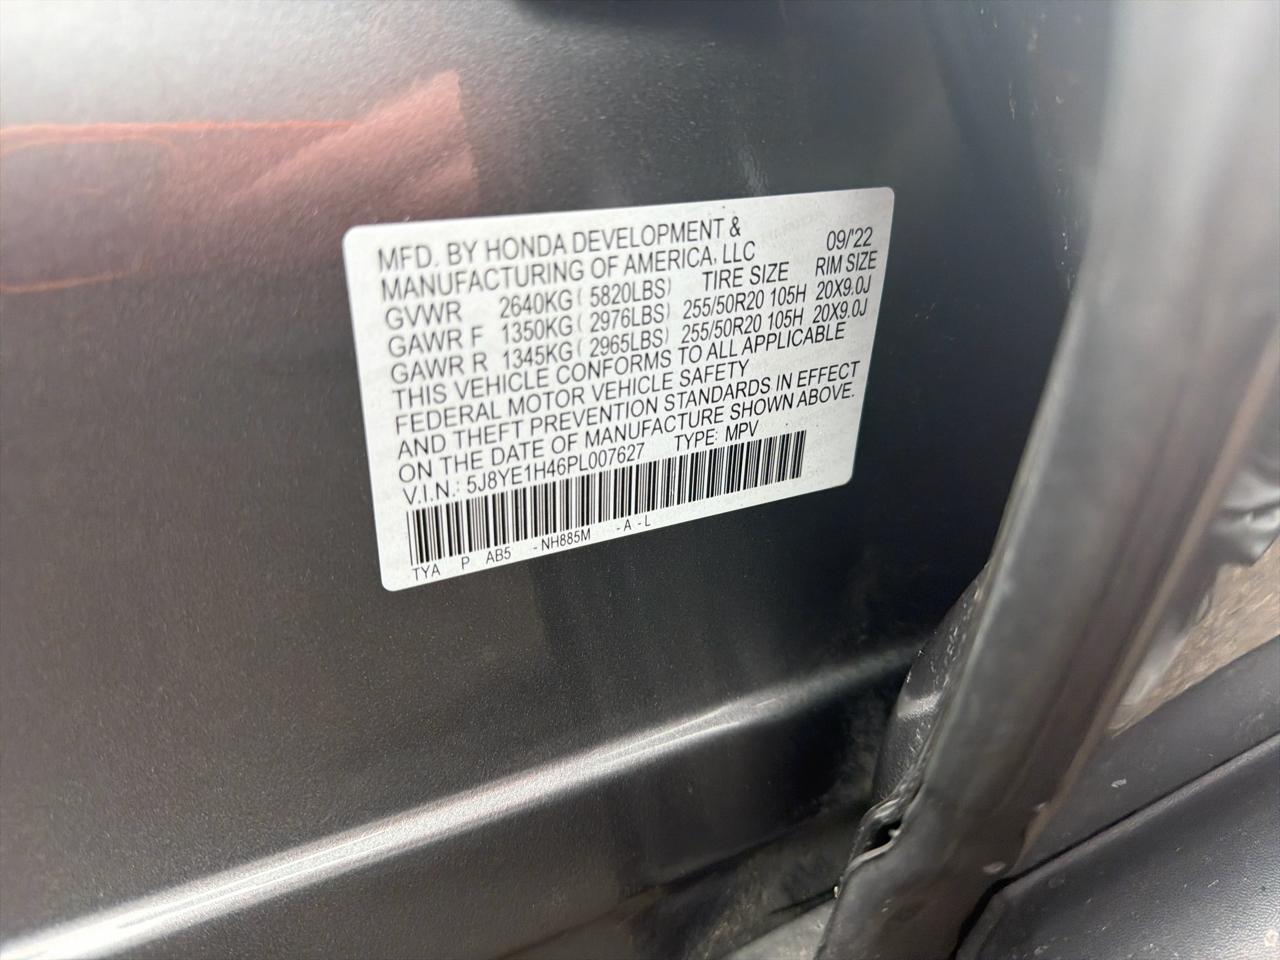 MFD. BY HONDA DEVELOPMENT & 09/'22
MANUFACTURING OF AMERICA, LLC
TIRE SIZE RIM SIZE
GVWR 2640KG ( 5820LBS)
GAWR F 1350KG ( 2976LBS) 255/50R20 105H 20X9.0J
GAWR R 1345KG ( 2965LBS) 255/50R20 105H 20X9.0J
THIS VEHICLE CONFORMS TO ALL APPLICABLE
FEDERAL MOTOR VEHICLE SAFETY
AND THEFT PREVENTION STANDARDS IN EFFECT
ON THE DATE OF MANUFACTURE SHOWN ABOVE.
V.I.N.: 5J8YE1H46PL007627 TYPE: MPV
TYA P AB5 -NH885M -A-L